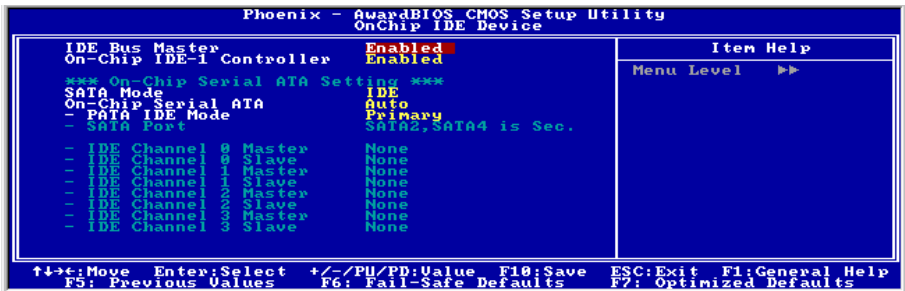 Phoenix - AwardBIOS CMOS Setup Utility
OnChip IDE Device
IDE Bus Master Enabled
On-Chip IDE-1 Controller Enabled
*** On-Chip Serial ATA Setting ***
SATA Mode IDE
On-Chip Serial ATA Auto
- PATA IDE Mode Primary
- SATA Port SATA2,SATA4 is Sec.
- IDE Channel 0 Master None
- IDE Channel 0 Slave None
- IDE Channel 1 Master None
- IDE Channel 1 Slave None
- IDE Channel 2 Master None
- IDE Channel 2 Slave None
- IDE Channel 3 Master None
- IDE Channel 3 Slave None
Item Help
Menu Level ▶▶
↑↓→←:Move Enter:Select +/-/PU/PD:Value F10:Save ESC:Exit F1:General Help
F5: Previous Values F6: Fail-Safe Defaults F7: Optimized Defaults